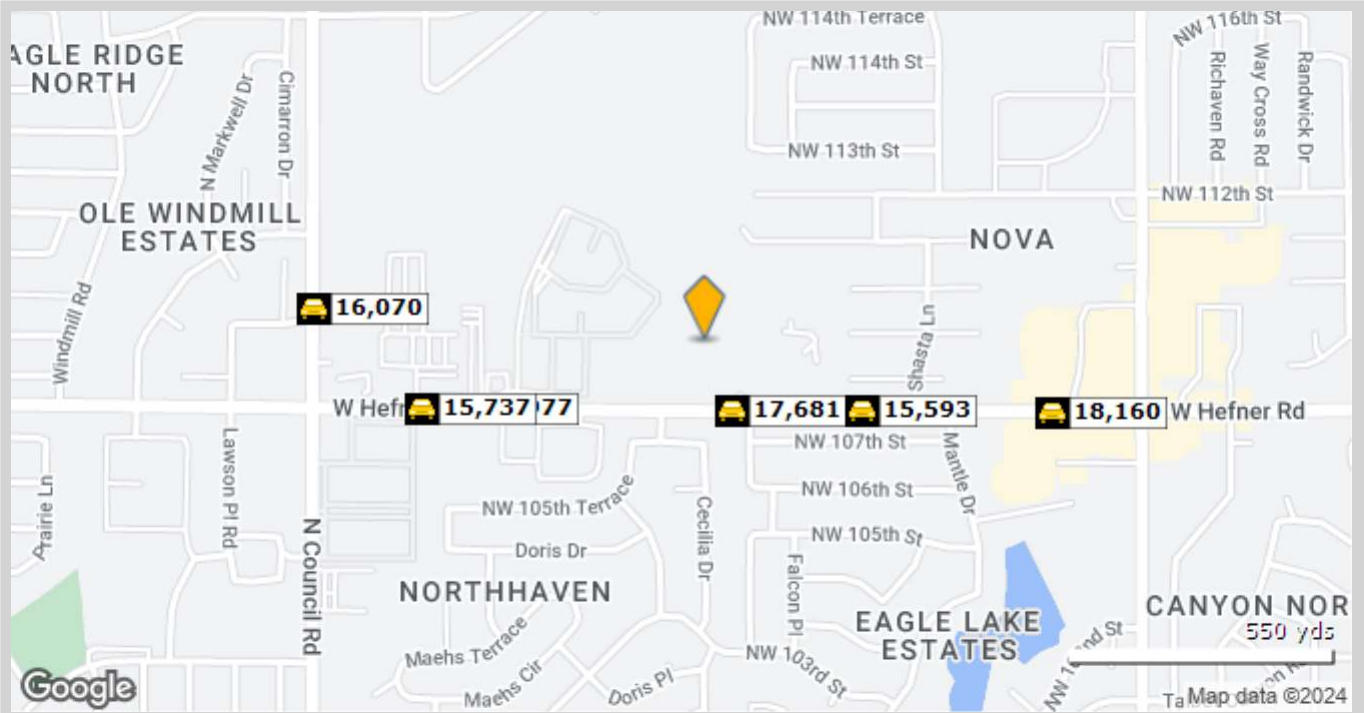 NW 114th Terrace
NW 116th St
AGLE RIDGE
NORTH
NW 114th St
Richaven Rd
Way Cross Rd
Randwick Dr
N Markwell Dr
Cimarron Dr
NW 113th St
NW 112th St
OLE WINDMILL
ESTATES
NOVA
Windmill Rd
16,070
Shasta Ln
W Hefn
15,737
77
17,681
15,593
18,160
W Hefner Rd
NW 107th St
Lawson Pl Rd
Mantle Dr
Prairie Ln
NW 106th St
NW 105th Terrace
Cecilia Dr
NW 105th St
N Council Rd
Doris Dr
Falcon Pl
NORTHHAVEN
CANYON NOR
EAGLE LAKE
ESTATES
550 yds
Maehs Terrace
NW 103rd St
Maehs Cir
Doris Pl
Google
Map data ©2024